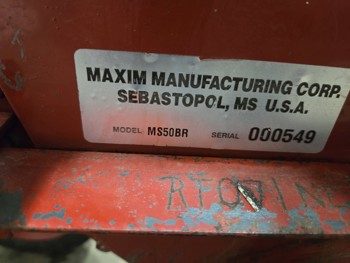 MAXIM MANUFACTURING CORP.
SEBASTOPOL, MS U.S.A.
MODEL MS50BR SERIAL 000549